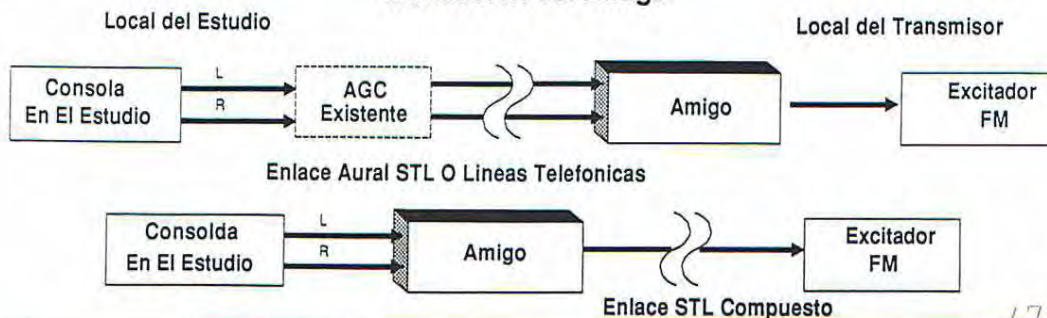 Local del Estudio
Local del Transmisor
Consola
En El Estudio
L
R
AGC
Existente
Amigo
Excitador
FM
Enlace Aural STL O Lineas Telefonicas
Consolda
En El Estudio
L
R
Amigo
Excitador
FM
Enlace STL Compuesto